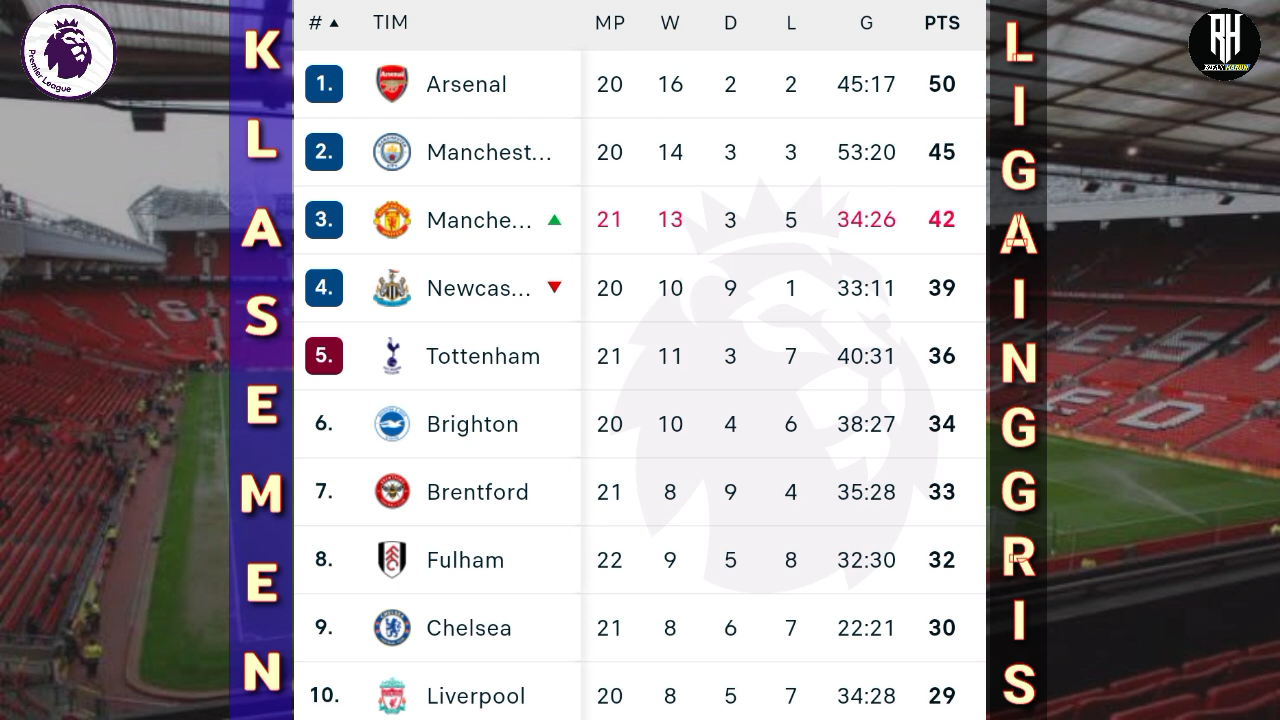 # ▲ TIM MP W D L G PTS
1. Arsenal 20 16 2 2 45:17 50
2. Manchest... 20 14 3 3 53:20 45
3. Manche... ▲ 21 13 3 5 34:26 42
4. Newcas... ▼ 20 10 9 1 33:11 39
5. Tottenham 21 11 3 7 40:31 36
6. Brighton 20 10 4 6 38:27 34
7. Brentford 21 8 9 4 35:28 33
8. Fulham 22 9 5 8 32:30 32
9. Chelsea 21 8 6 7 22:21 30
10. Liverpool 20 8 5 7 34:28 29
KLASEMEN
LIGAINGGRIS
Premier League
RH